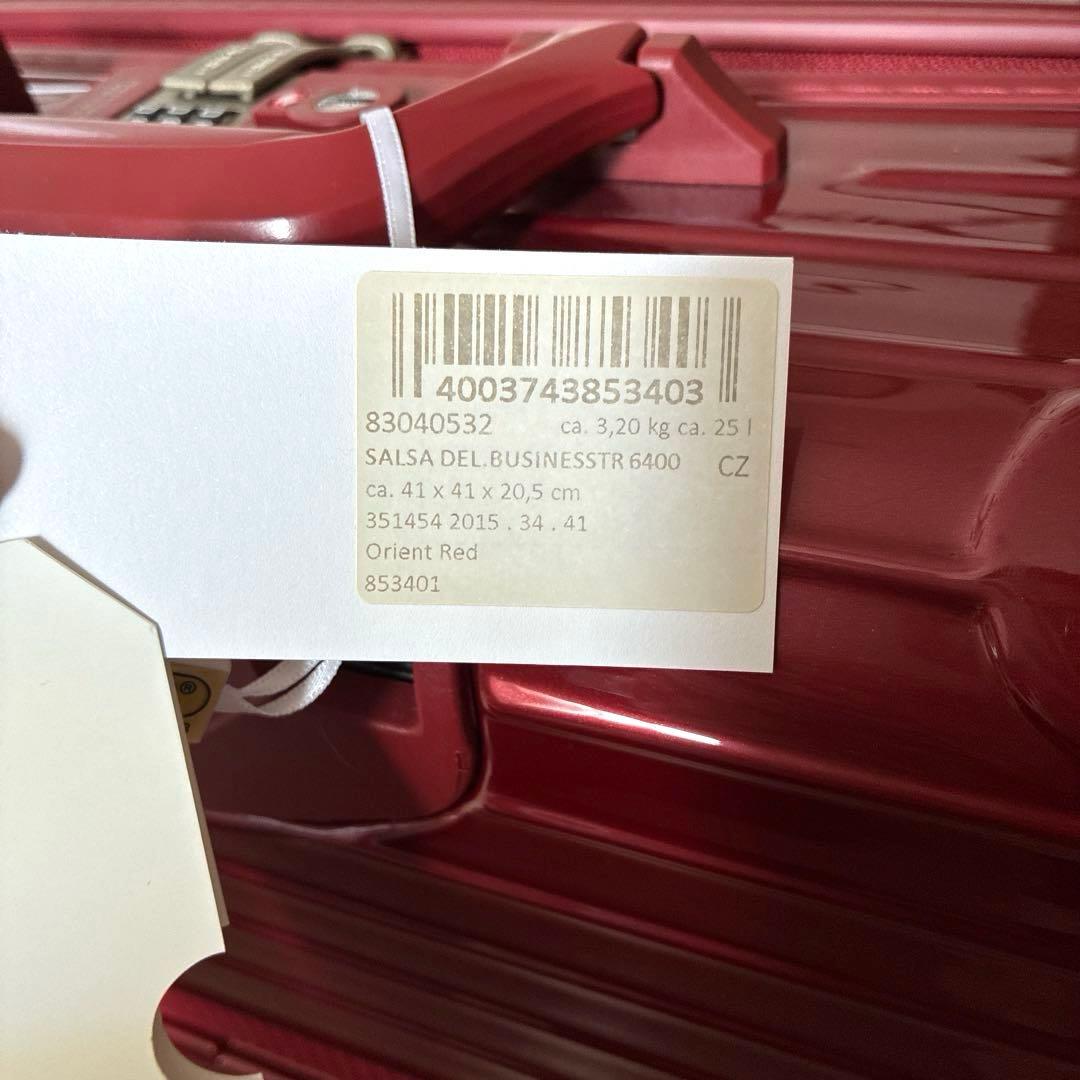 4003743853403
83040532 ca. 3,20 kg ca. 25 l
SALSA DEL.BUSINESSTR 6400 CZ
ca. 41 x 41 x 20,5 cm
351454 2015 . 34 . 41
Orient Red
853401
®